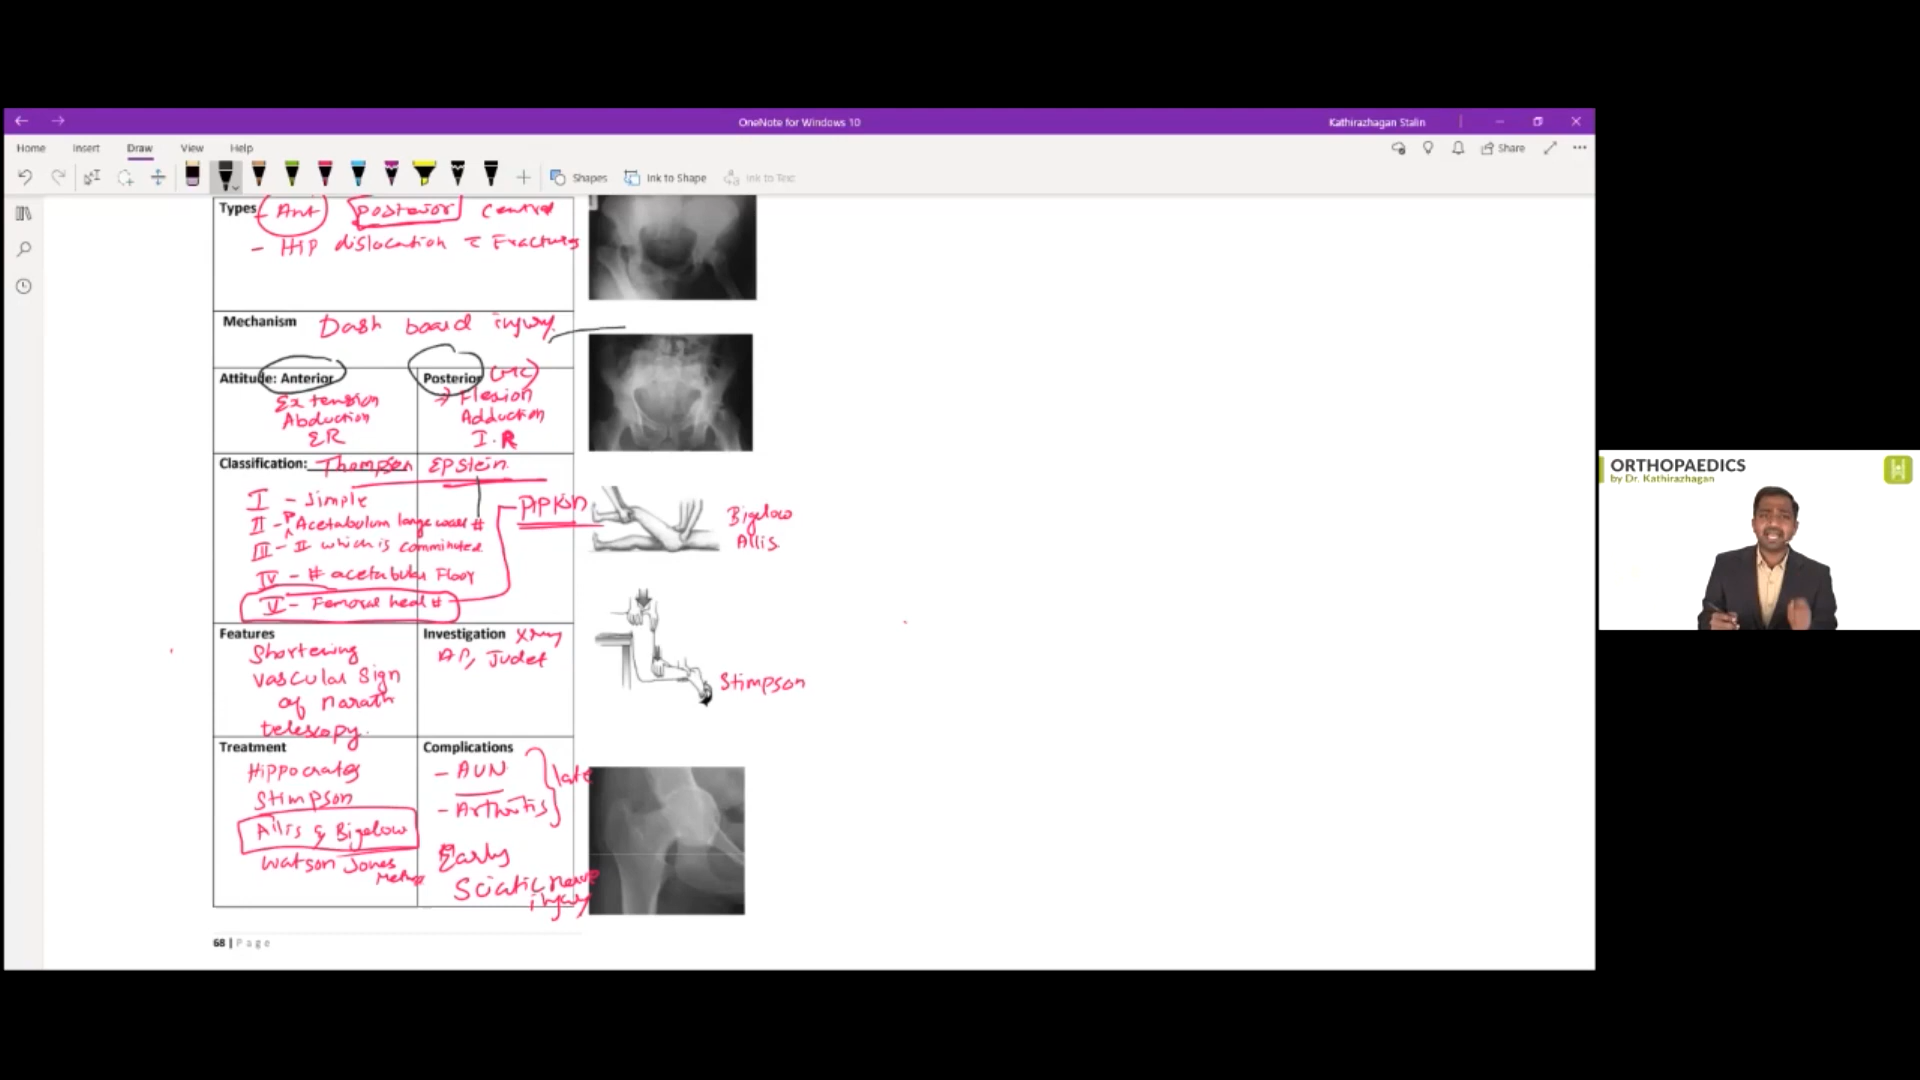 OneNote for Windows 10
Kathirazhagan Stalin
Home Insert Draw View Help
Share
Shapes Ink to Shape Ink to Text
Types - Ant Posterior Central
- Hip dislocation c Fractures
Mechanism Dash board injury
Attitude: Anterior
Extension
Abduction
ER
Posterior (MC)
→ Flexion
Adduction
I.R
Classification: Thompson Epstein
I - Simple
II - P Acetabulum large wall #
III - II which is comminuted
IV - # acetabular Floor
V - Femoral head #
PIPKIN
Features
Shortening
vascular Sign
of narath
telescopy.
Investigation Xray
AP, Judet
Treatment
Hippocrates
Stimpson
Allis & Bigelow
Watson Jones
Complications
- AVN
- Arthritis
late
Early
Sciatic nerve
injury
Bigelow
Allis
Stimpson
68 | Page
ORTHOPAEDICS
by Dr. Kathirazhagan